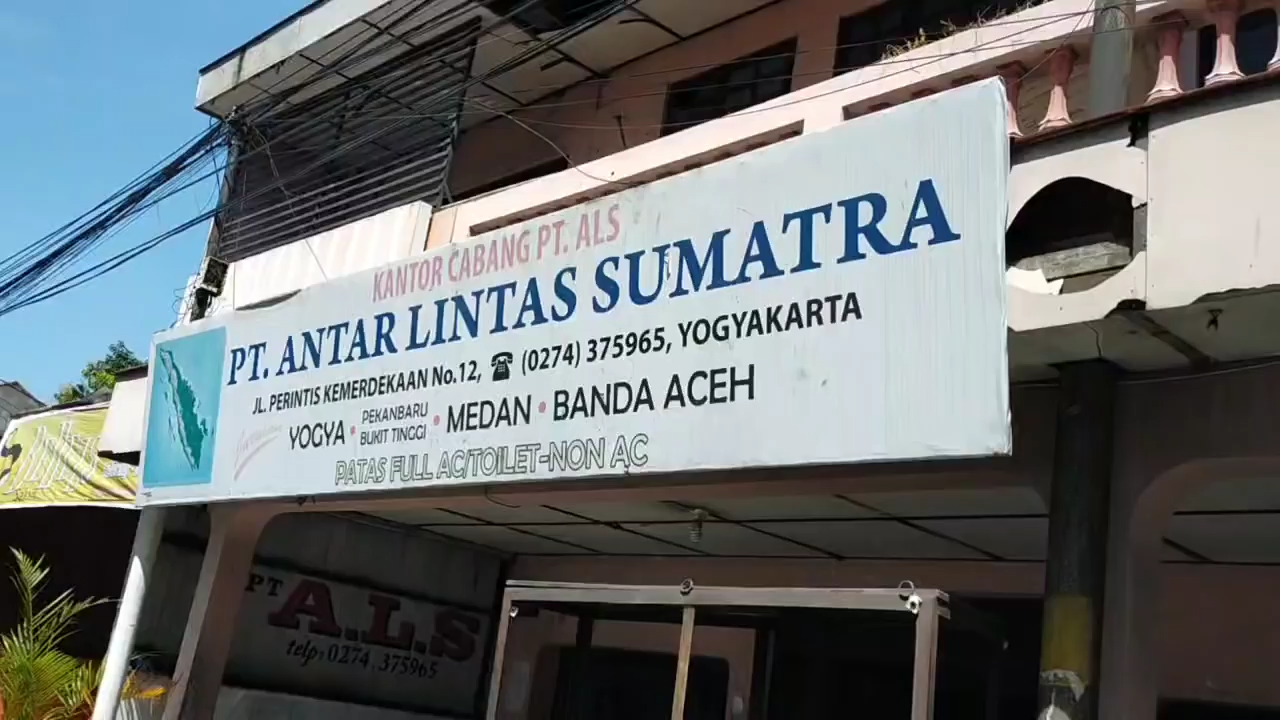 KANTOR CABANG PT. ALS
PT. ANTAR LINTAS SUMATRA
JL. PERINTIS KEMERDEKAAN No.12, ☎ (0274) 375965, YOGYAKARTA
YOGYA • PEKANBARU BUKIT TINGGI • MEDAN • BANDA ACEH
PATAS FULL AC/TOILET-NON AC
PT A.L.S
telp: 0274.375965